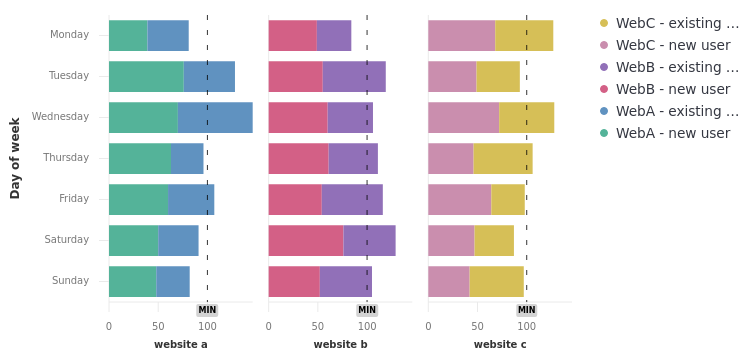 Day of week
Monday
Tuesday
Wednesday
Thursday
Friday
Saturday
Sunday
MIN
MIN
MIN
0 50 100
0 50 100
0 50 100
website a
website b
website c
WebC - existing …
WebC - new user
WebB - existing …
WebB - new user
WebA - existing …
WebA - new user